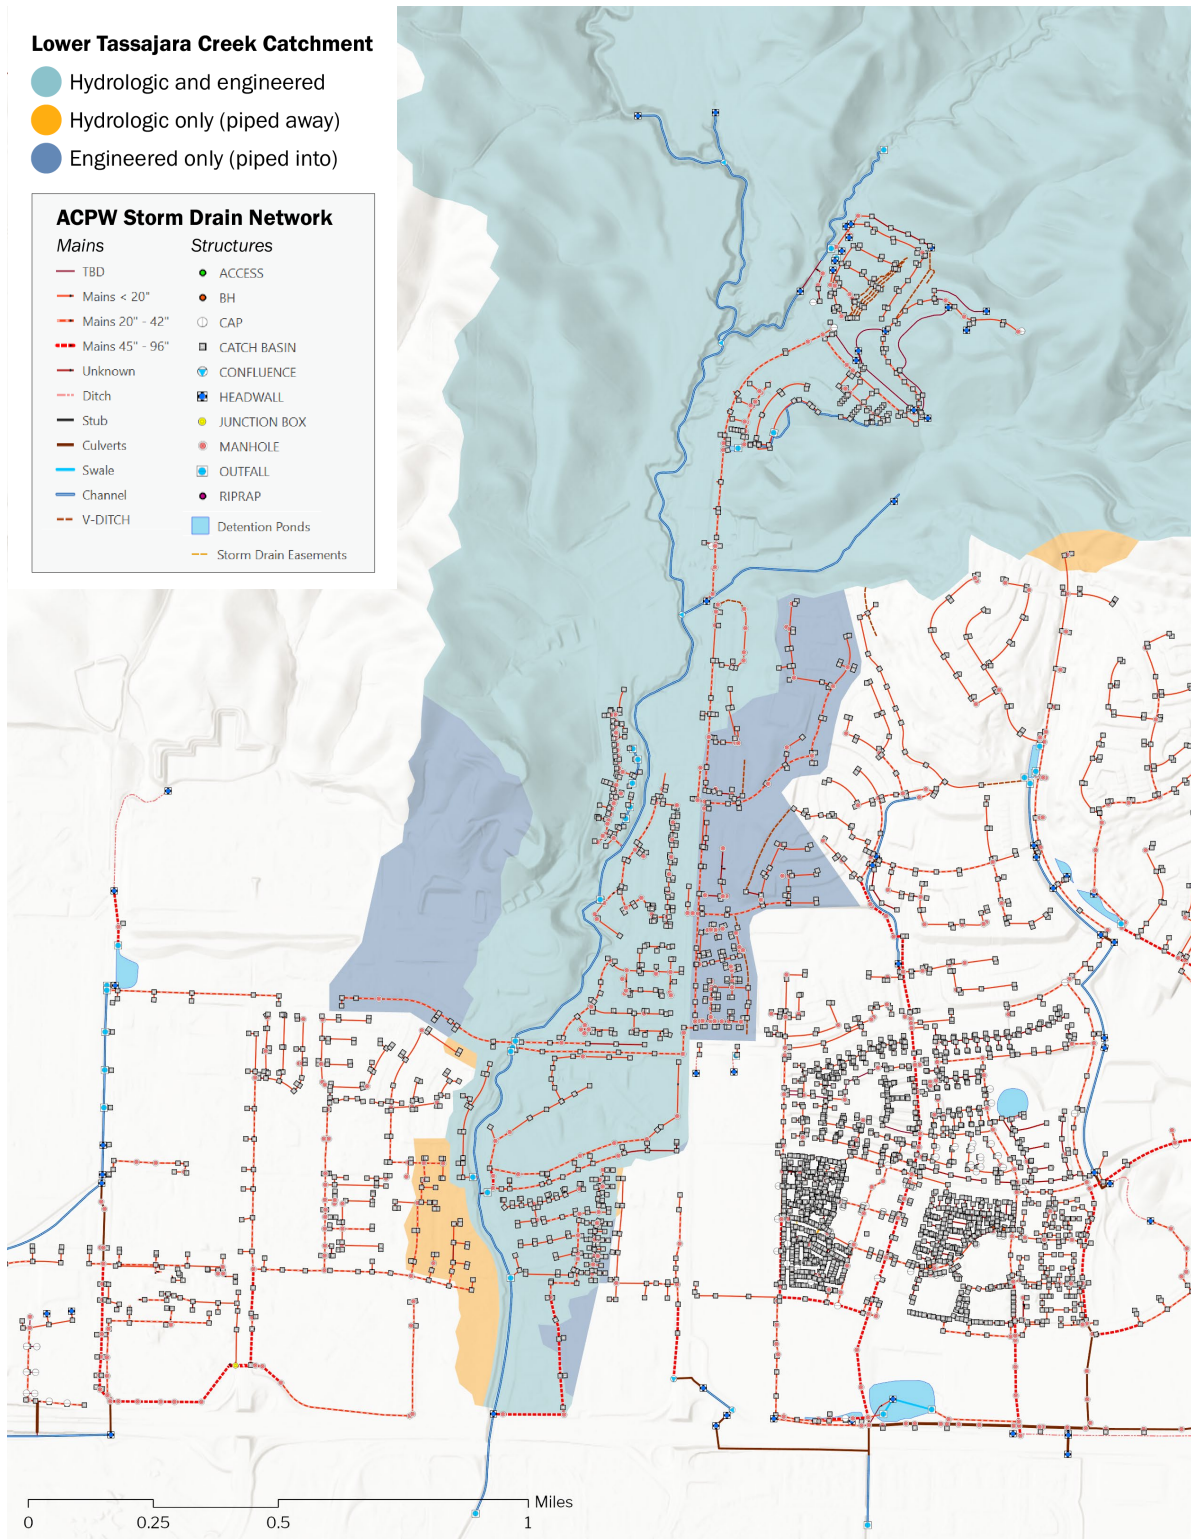 Lower Tassajara Creek Catchment
Hydrologic and engineered
Hydrologic only (piped away)
Engineered only (piped into)
ACPW Storm Drain Network
Mains
TBD
Mains < 20"
Mains 20" - 42"
Mains 45" - 96"
Unknown
Ditch
Stub
Culverts
Swale
Channel
V-DITCH
Structures
ACCESS
BH
CAP
CATCH BASIN
CONFLUENCE
HEADWALL
JUNCTION BOX
MANHOLE
OUTFALL
RIPRAP
Detention Ponds
Storm Drain Easements
Miles
0 0.25 0.5 1